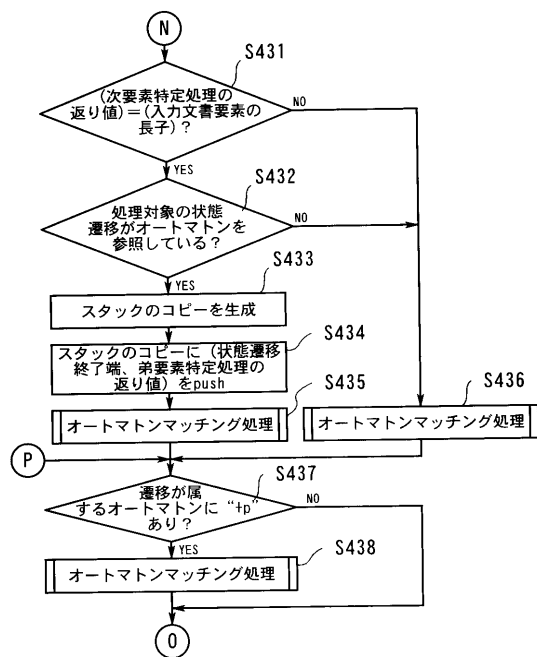 N
S431
(次要素特定処理の
返り値)=(入力文書要素の
長子)?
NO
YES
S432
処理対象の状態
遷移がオートマトンを
参照している?
NO
YES
S433
スタックのコピーを生成
S434
スタックのコピーに(状態遷移
終了端、弟要素特定処理の
返り値)をpush
S435
オートマトンマッチング処理
S436
オートマトンマッチング処理
P
S437
遷移が属
するオートマトンに“+p”
あり?
NO
YES
S438
オートマトンマッチング処理
O